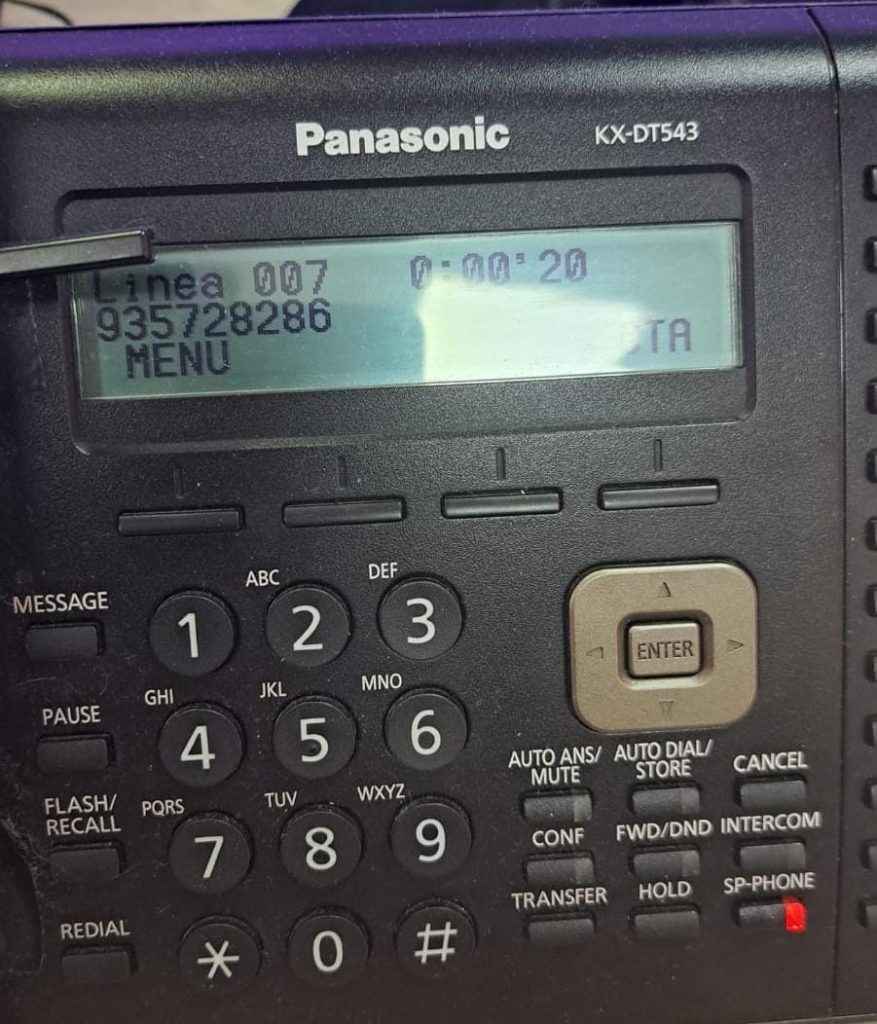 Panasonic KX-DT543
Linea 007 0:00'20
935728286
MENU
MESSAGE
PAUSE
FLASH/
RECALL
REDIAL
1
ABC
2
DEF
3
GHI
4
JKL
5
MNO
6
PQRS
7
TUV
8
WXYZ
9
*
0
#
ENTER
AUTO ANS/
MUTE
AUTO DIAL/
STORE
CANCEL
CONF
FWD/DND
INTERCOM
TRANSFER
HOLD
SP-PHONE